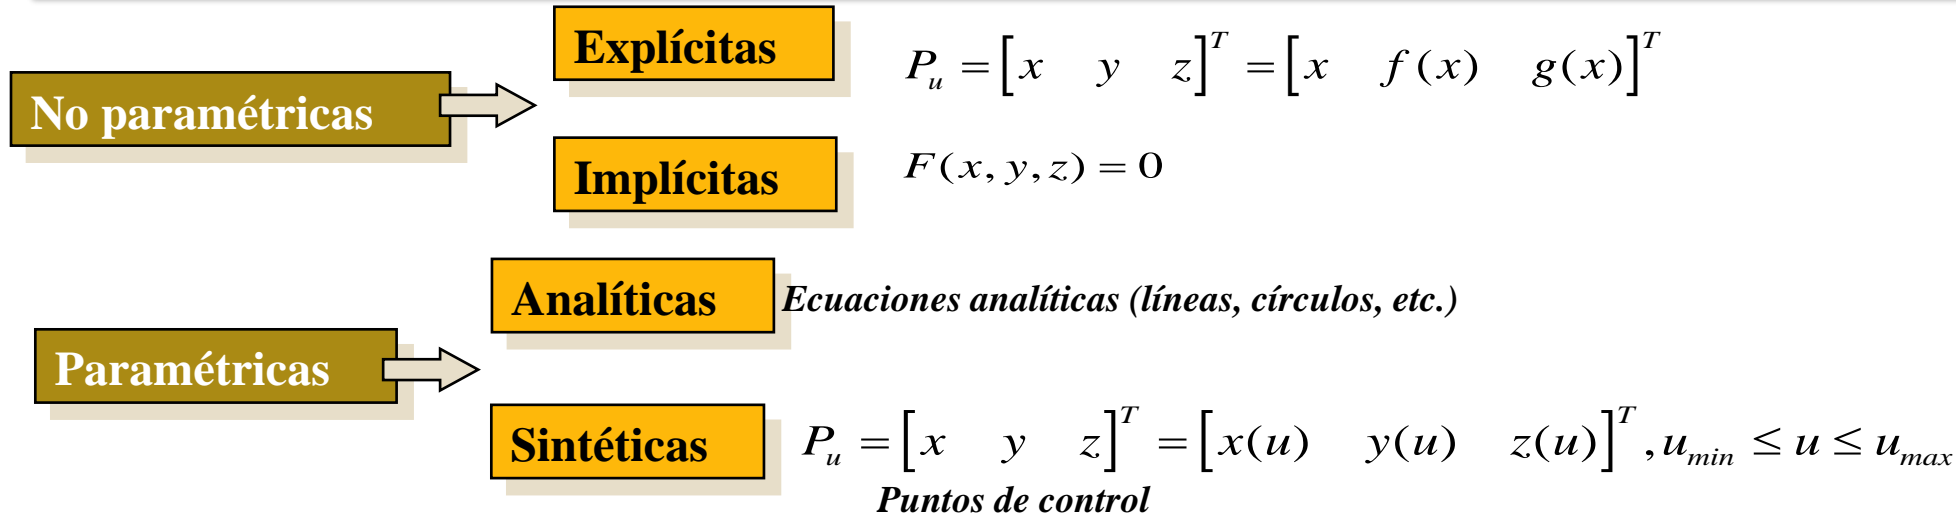 Explícitas
P_u = [x y z]^T = [x f(x) g(x)]^T
No paramétricas
Implícitas
F(x, y, z) = 0
Analíticas
Ecuaciones analíticas (líneas, círculos, etc.)
Paramétricas
Sintéticas
P_u = [x y z]^T = [x(u) y(u) z(u)]^T, u_min ≤ u ≤ u_max
Puntos de control